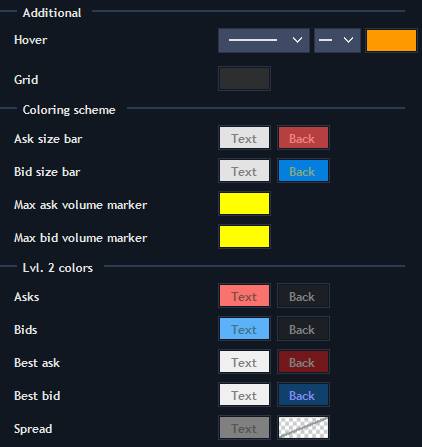 Additional
Hover
Grid
Coloring scheme
Ask size bar Text Back
Bid size bar Text Back
Max ask volume marker
Max bid volume marker
Lvl. 2 colors
Asks Text Back
Bids Text Back
Best ask Text Back
Best bid Text Back
Spread Text